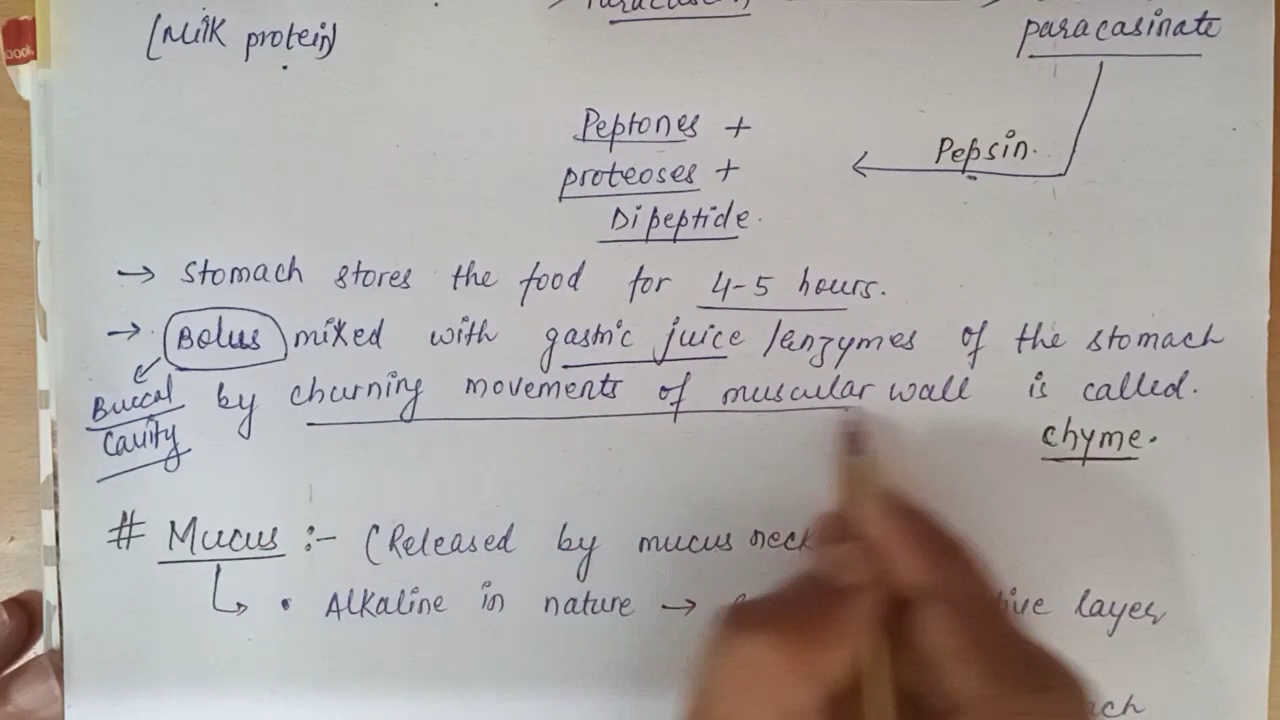 (Milk protein)
paracasinate
Peptones +
Pepsin.
proteoses +
Dipeptide.
→ Stomach stores the food for 4-5 hours.
→ Bolus mixed with gastric juice /enzymes of the stomach
Buccal
Cavity
by churning movements of muscular wall is called.
chyme.
# Mucus :- (Released by mucus neck
• Alkaline in nature → layer
book